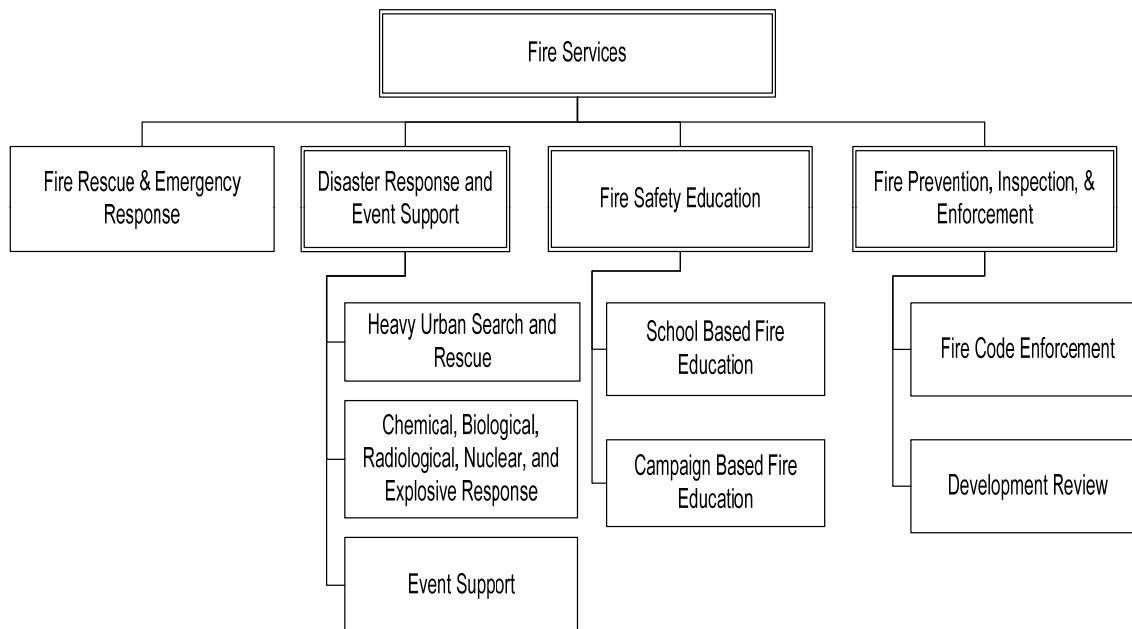 Fire Services
Fire Rescue & Emergency
Response
Disaster Response and
Event Support
Fire Safety Education
Fire Prevention, Inspection, &
Enforcement
Heavy Urban Search and
Rescue
Chemical, Biological,
Radiological, Nuclear, and
Explosive Response
Event Support
School Based Fire
Education
Campaign Based Fire
Education
Fire Code Enforcement
Development Review